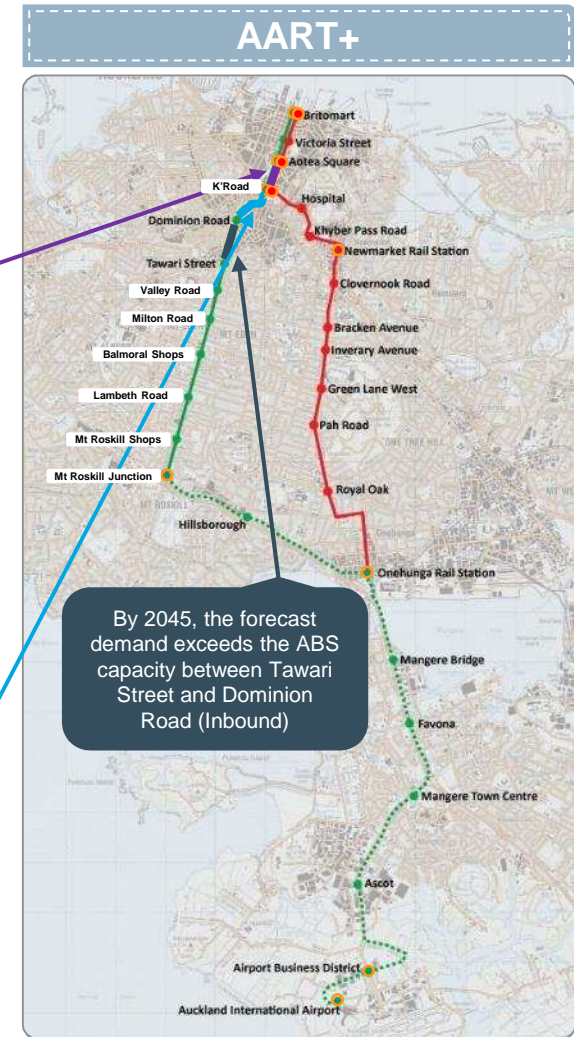 AART+
Britomart
Victoria Street
Aotea Square
K'Road
Hospital
Dominion Road
Khyber Pass Road
Newmarket Rail Station
Tawari Street
Clovernook Road
Valley Road
Milton Road
Bracken Avenue
Balmoral Shops
Inverary Avenue
Green Lane West
Lambeth Road
Pah Road
Mt Roskill Shops
Mt Roskill Junction
Royal Oak
MT ROSKILL
Hillsborough
Onehunga Rail Station
By 2045, the forecast
demand exceeds the ABS
capacity between Tawari
Street and Dominion
Road (Inbound)
Mangere Bridge
Favona
Mangere Town Centre
Ascot
Airport Business District
Auckland International Airport